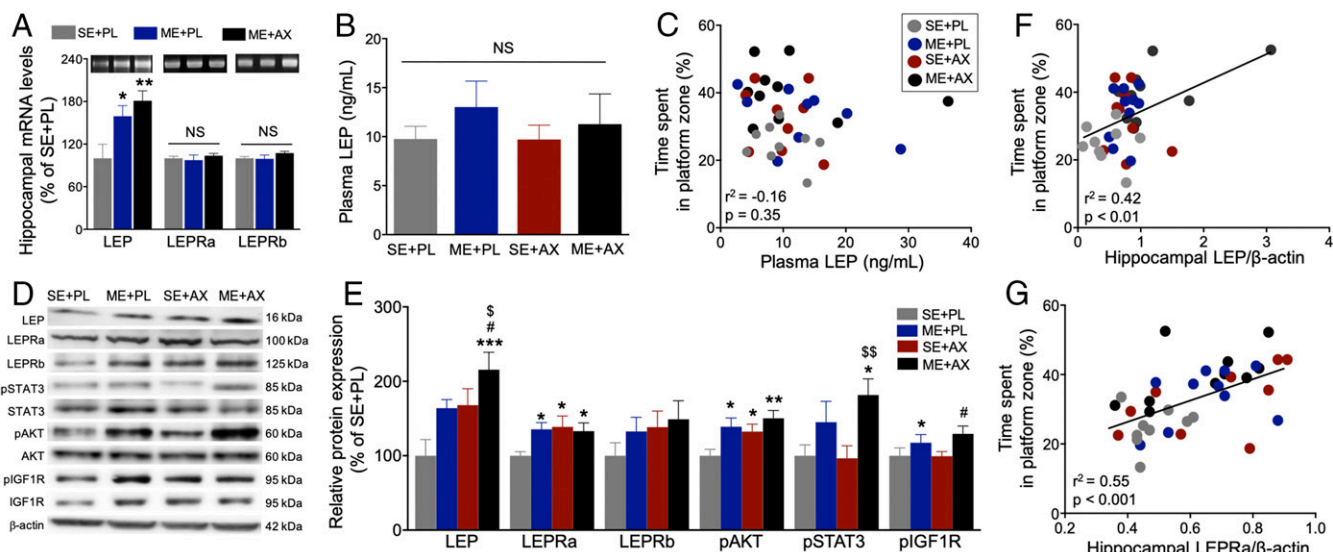 A
SE+PL ME+PL ME+AX
Hippocampal mRNA levels
(% of SE+PL)
240
180
120
60
0
*
**
NS
NS
LEP LEPRa LEPRb
B
Plasma LEP (ng/mL)
20
15
10
5
0
NS
SE+PL ME+PL SE+AX ME+AX
C
Time spent
in platform zone (%)
60
40
20
0
SE+PL
ME+PL
SE+AX
ME+AX
r² = -0.16
p = 0.35
0 10 20 30 40
Plasma LEP (ng/mL)
F
Time spent
in platform zone (%)
60
40
20
0
r² = 0.42
p < 0.01
0 1 2 3 4
Hippocampal LEP/β-actin
D
SE+PL ME+PL SE+AX ME+AX
LEP 16 kDa
LEPRa 100 kDa
LEPRb 125 kDa
pSTAT3 85 kDa
STAT3 85 kDa
pAKT 60 kDa
AKT 60 kDa
pIGF1R 95 kDa
IGF1R 95 kDa
β-actin 42 kDa
E
Relative protein expression
(% of SE+PL)
300
200
100
0
SE+PL
ME+PL
SE+AX
ME+AX
$
#
***
* * *
* * **
$$
*
*
#
LEP LEPRa LEPRb pAKT pSTAT3 pIGF1R
G
Time spent
in platform zone (%)
60
40
20
0
r² = 0.55
p < 0.001
0.2 0.4 0.6 0.8 1.0
Hippocampal LEPRa/β-actin